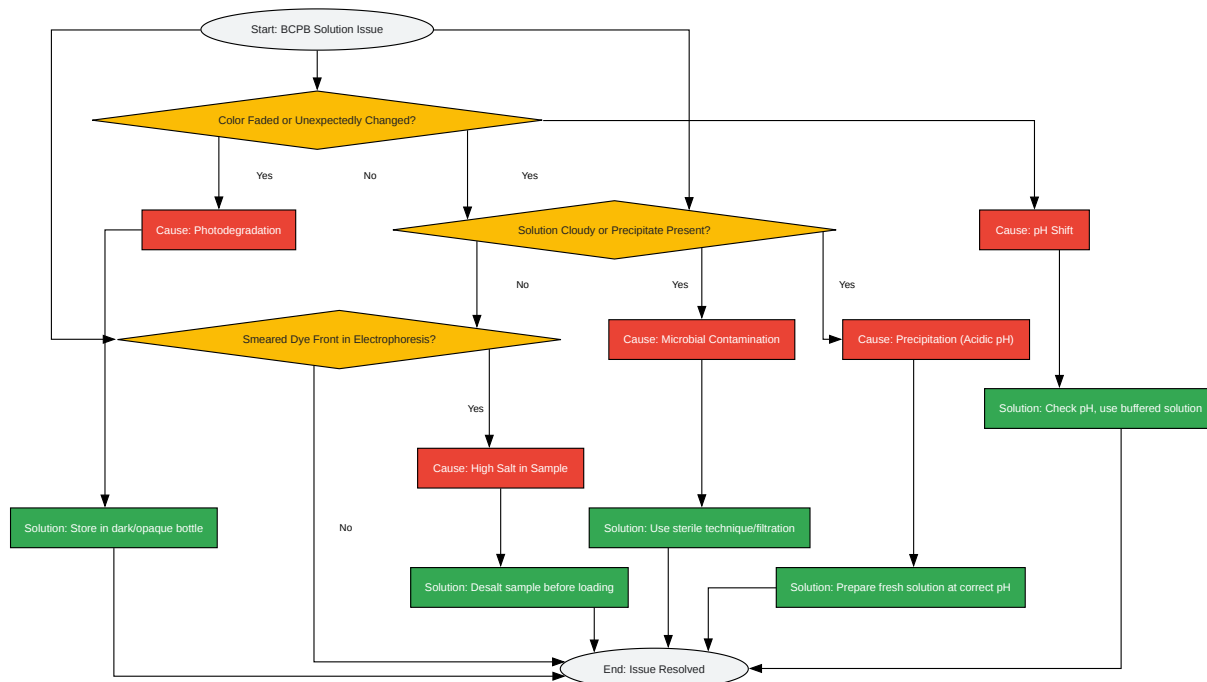 Start: BCPB Solution Issue
Color Faded or Unexpectedly Changed?
Yes
No
Yes
Cause: Photodegradation
Solution Cloudy or Precipitate Present?
Cause: pH Shift
No
Yes
Yes
Smeared Dye Front in Electrophoresis?
Cause: Microbial Contamination
Cause: Precipitation (Acidic pH)
Yes
Solution: Check pH, use buffered solution
Cause: High Salt in Sample
Solution: Store in dark/opaque bottle
No
Solution: Use sterile technique/filtration
Solution: Desalt sample before loading
Solution: Prepare fresh solution at correct pH
End: Issue Resolved